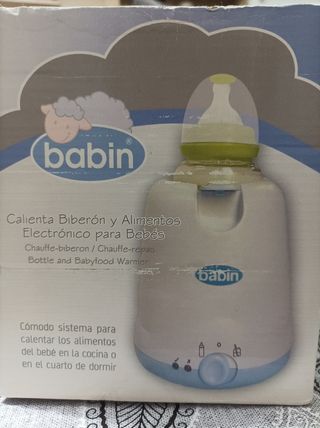 babin®
Calienta Biberón y Alimentos
Electrónico para Bebés
Chauffe-biberon / Chauffe-repas
Bottle and Babyfood Warmer
babin
Cómodo sistema para
calentar los alimentos
del bebé en la cocina o
en el cuarto de dormir